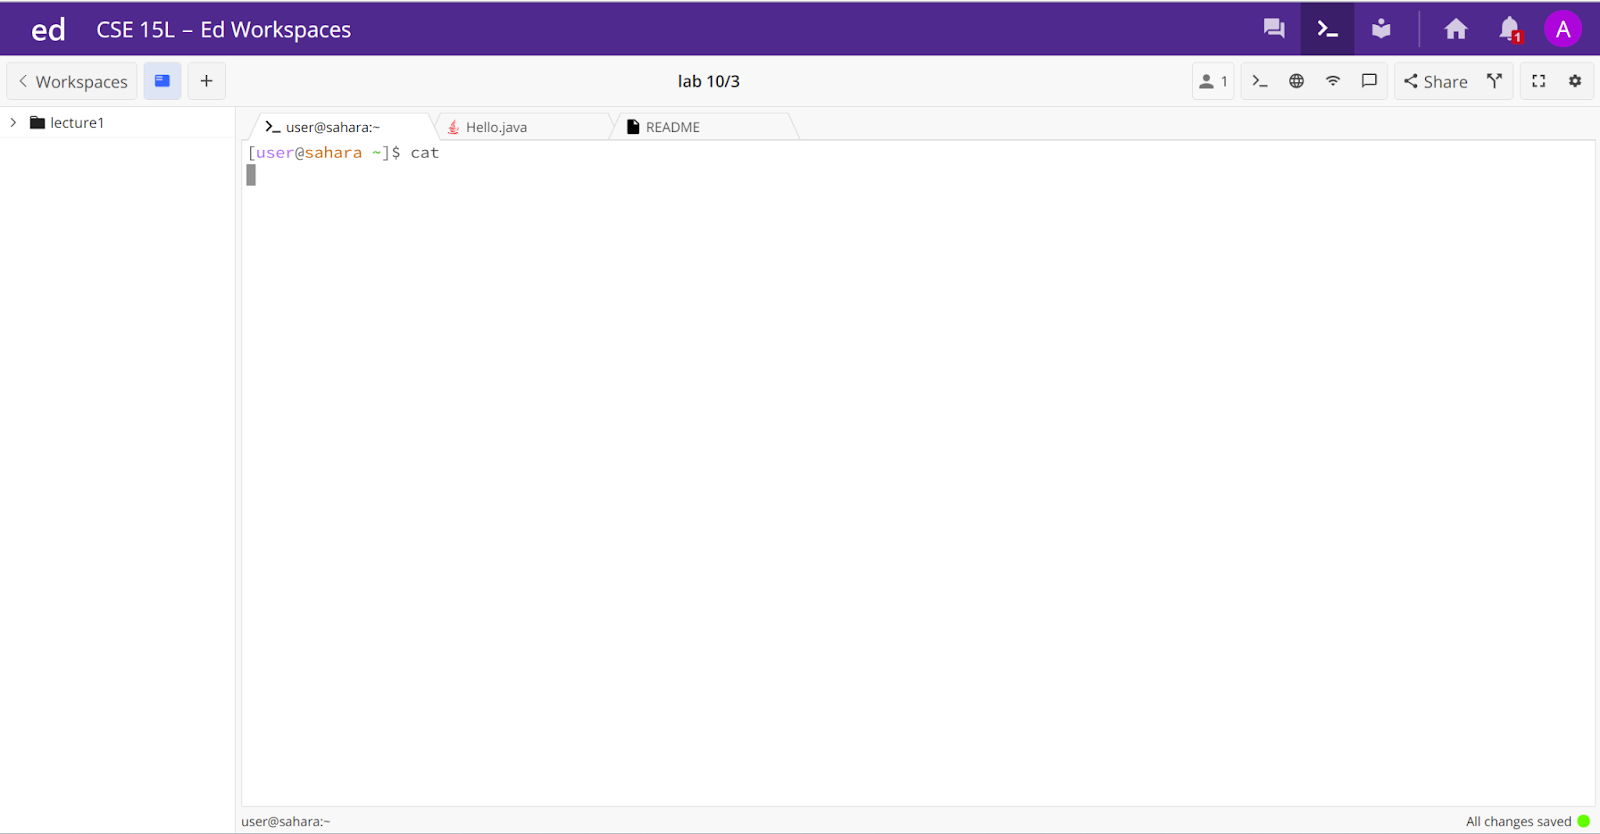 ed CSE 15L – Ed Workspaces 1 A
Workspaces + lab 10/3 1 Share
lecture1
user@sahara:~ Hello.java README
[user@sahara ~]$ cat
user@sahara:~ All changes saved